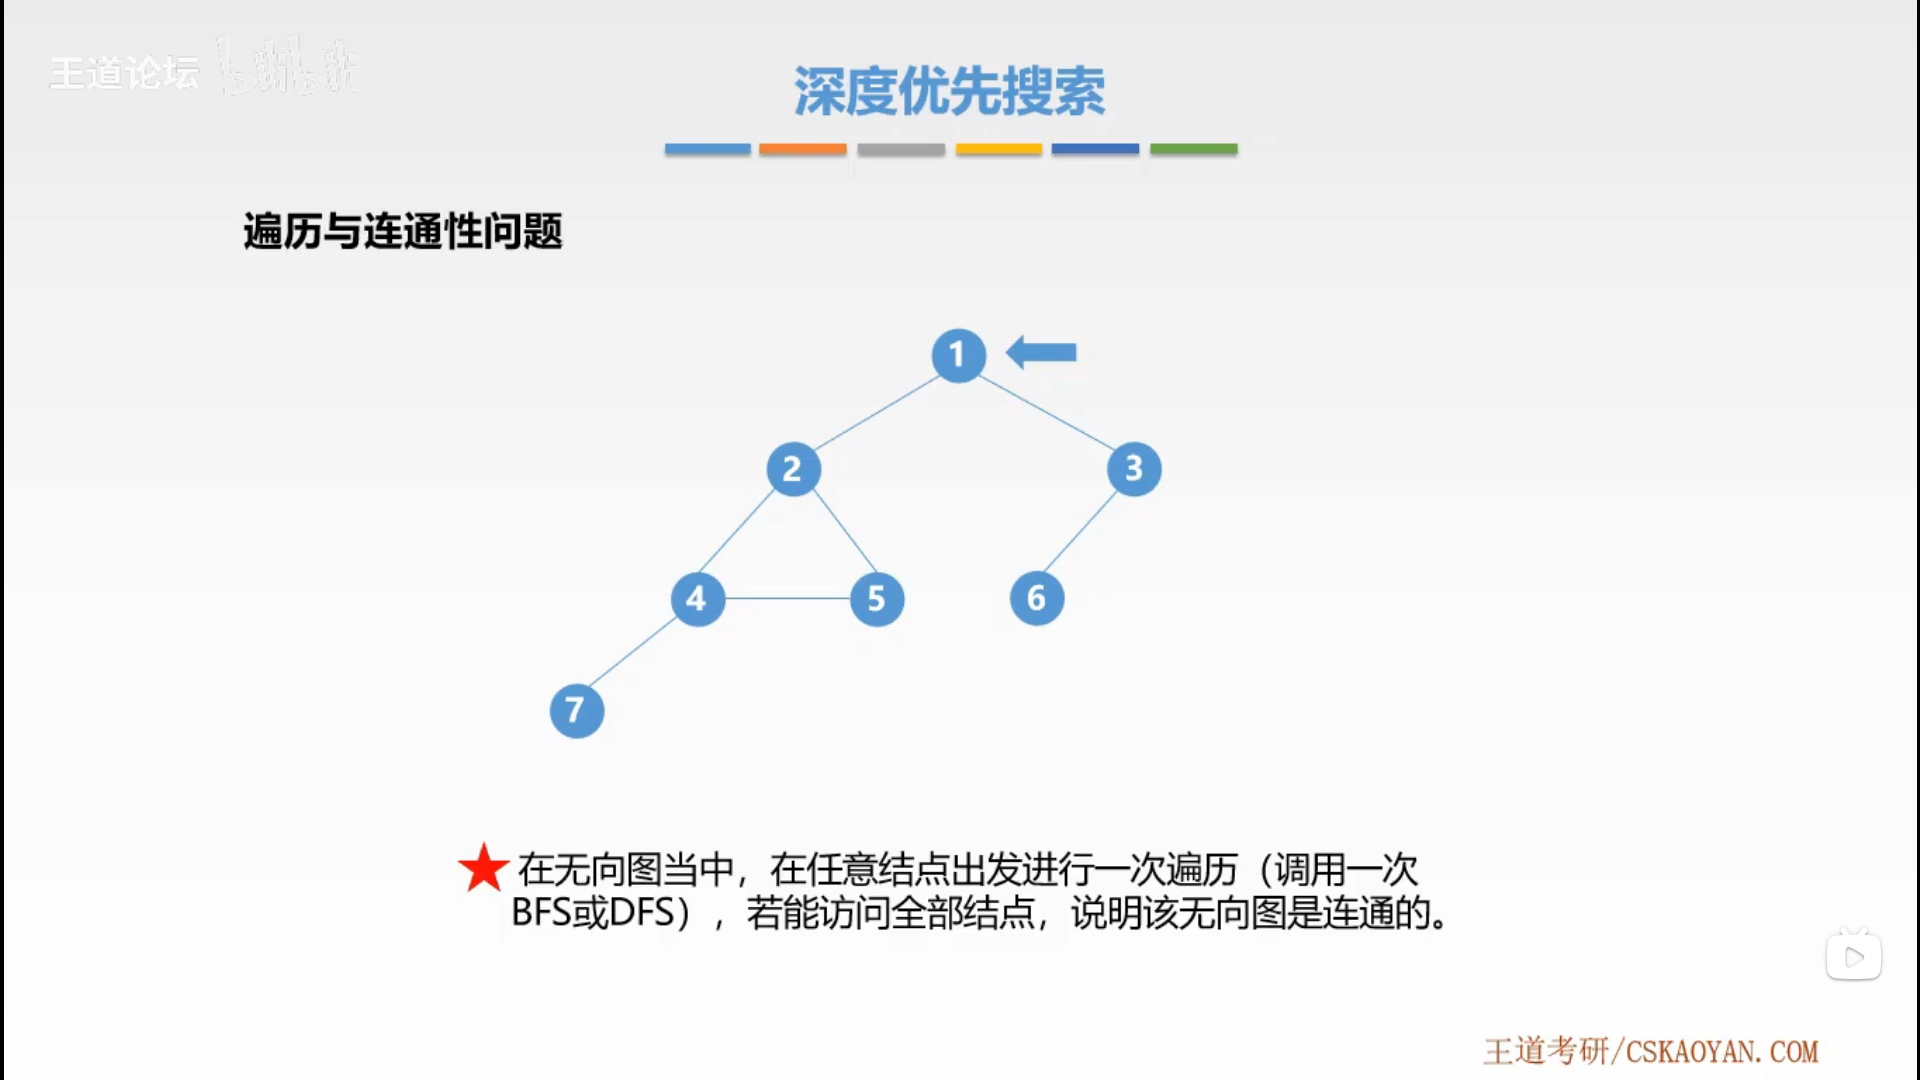 王道论坛 bilibili
深度优先搜索
遍历与连通性问题
1
2
3
4
5
6
7
在无向图当中，在任意结点出发进行一次遍历（调用一次
BFS或DFS），若能访问全部结点，说明该无向图是连通的。
王道考研/CSKAOYAN.COM